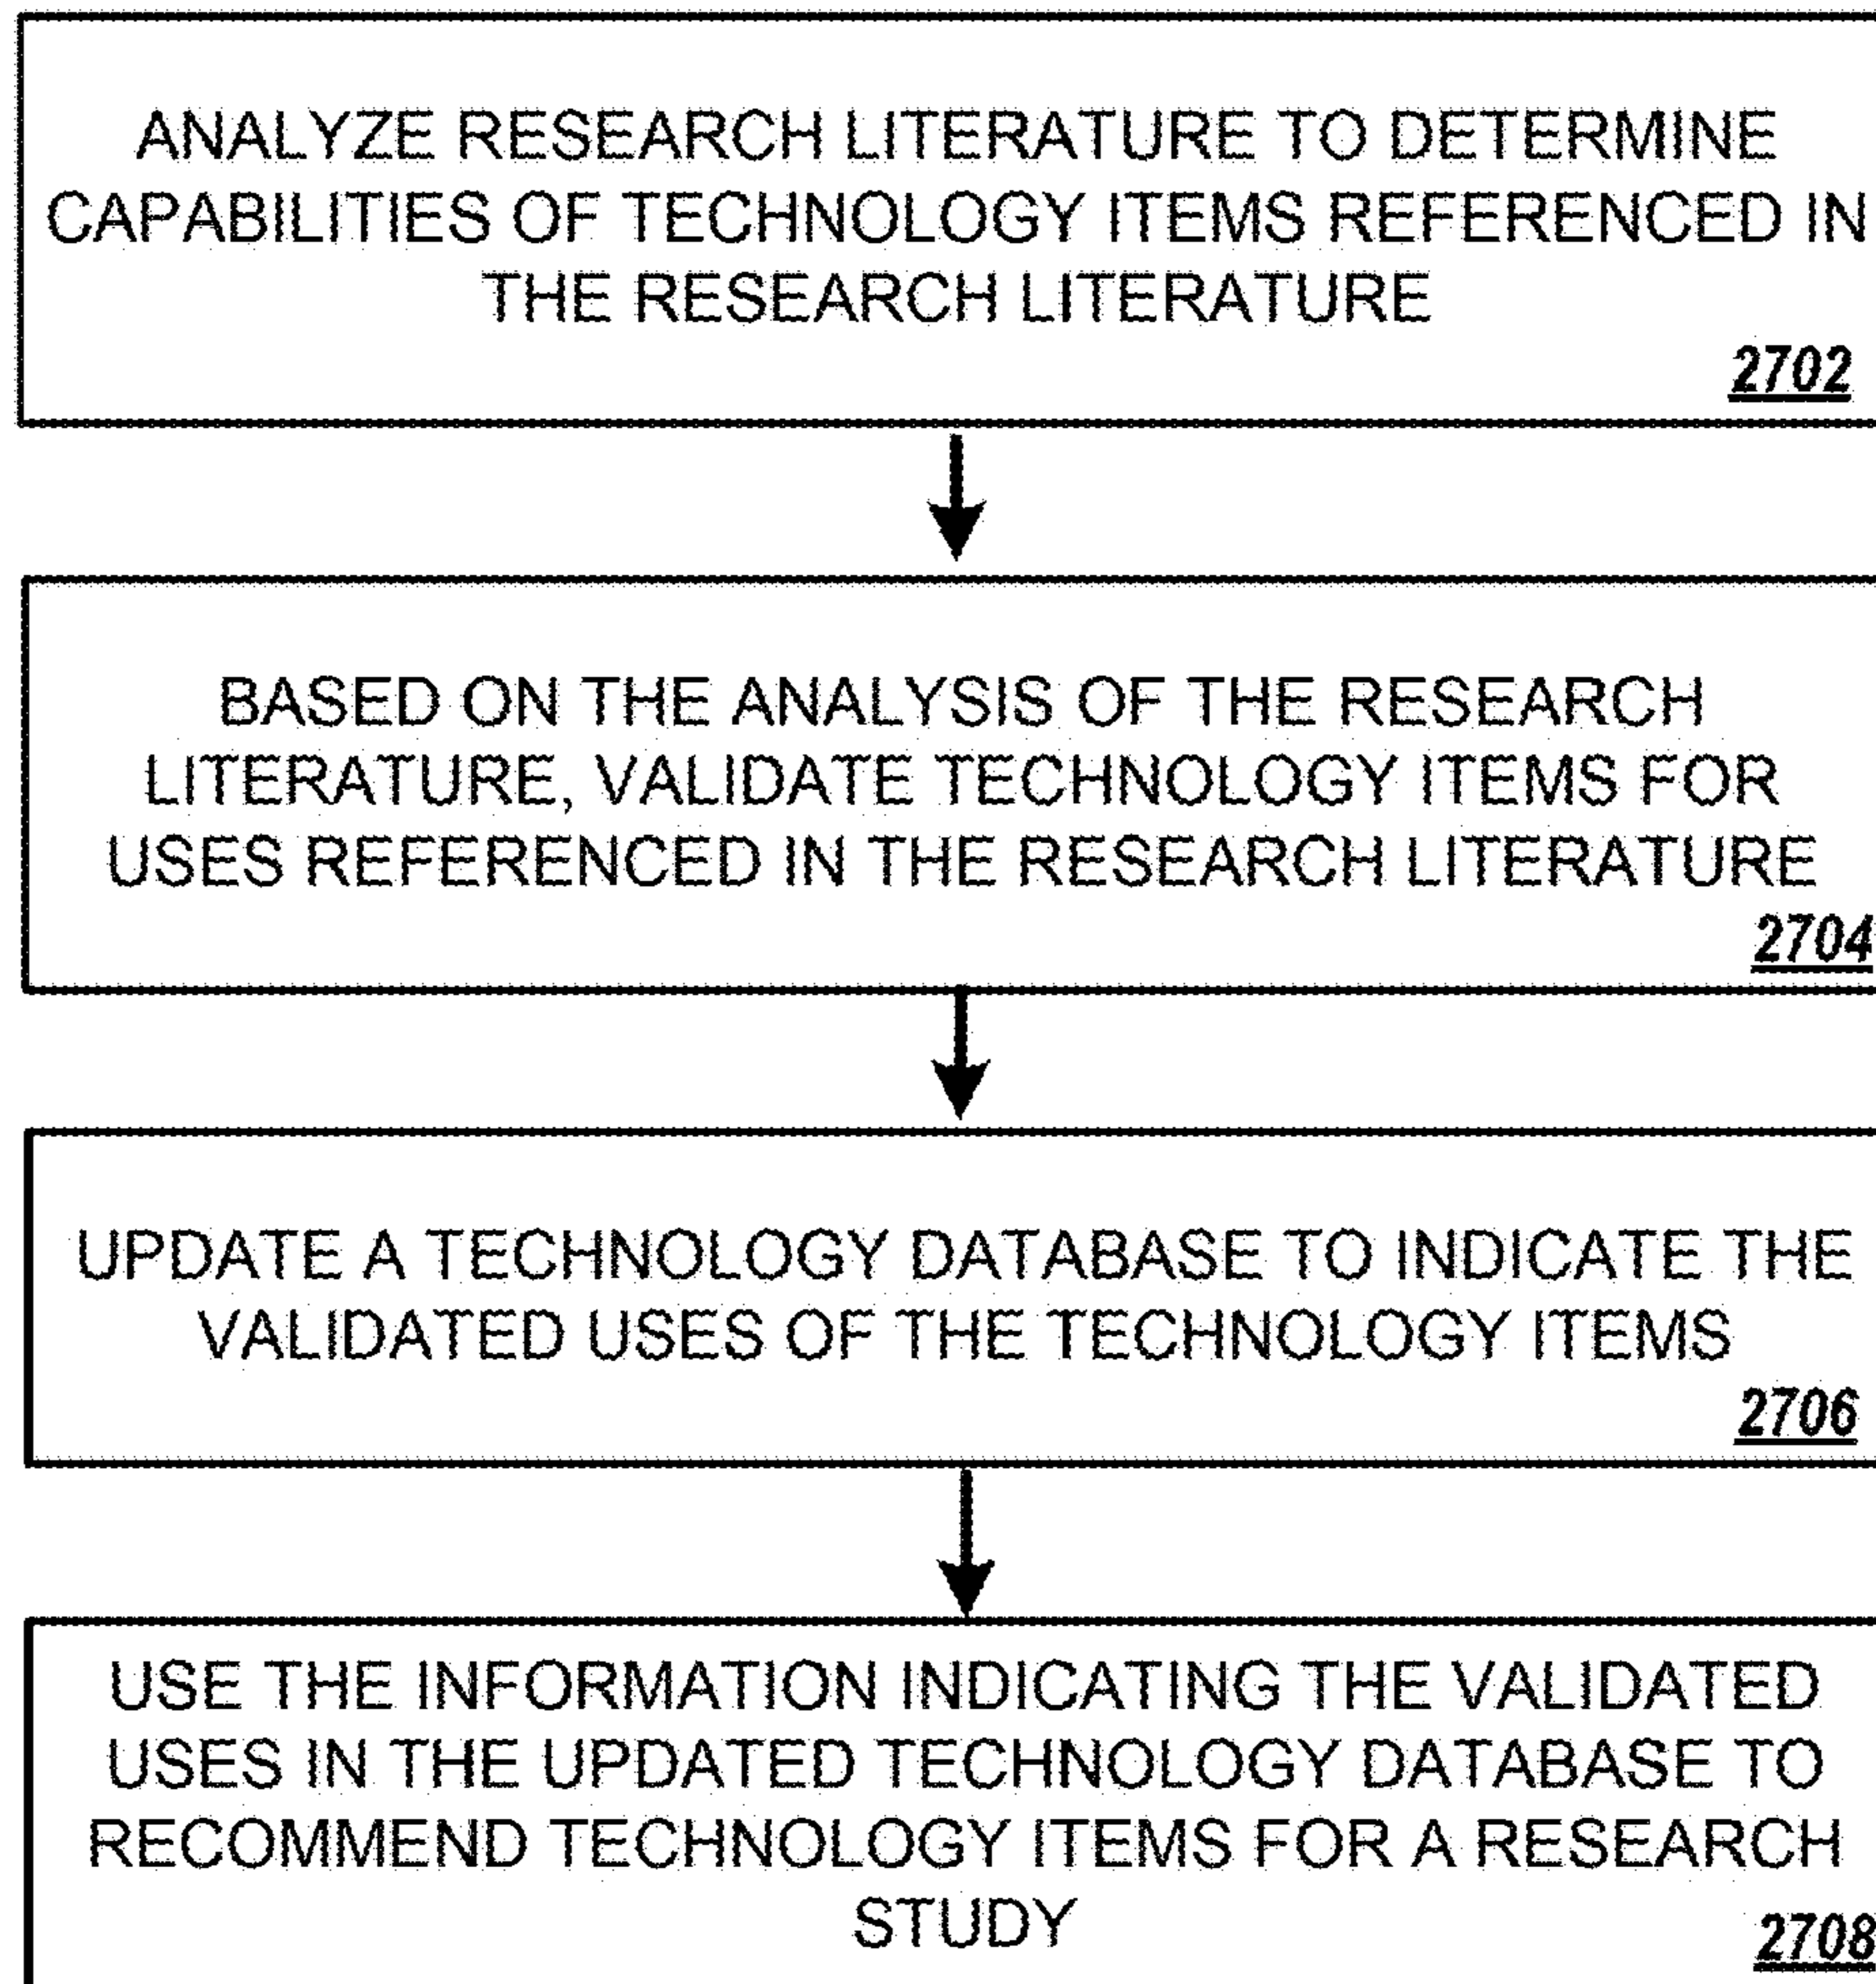 ANALYZE RESEARCH LITERATURE TO DETERMINE
CAPABILITIES OF TECHNOLOGY ITEMS REFERENCED IN
THE RESEARCH LITERATURE
2702
BASED ON THE ANALYSIS OF THE RESEARCH
LITERATURE, VALIDATE TECHNOLOGY ITEMS FOR
USES REFERENCED IN THE RESEARCH LITERATURE
2704
UPDATE A TECHNOLOGY DATABASE TO INDICATE THE
VALIDATED USES OF THE TECHNOLOGY ITEMS
2706
USE THE INFORMATION INDICATING THE VALIDATED
USES IN THE UPDATED TECHNOLOGY DATABASE TO
RECOMMEND TECHNOLOGY ITEMS FOR A RESEARCH
STUDY
2708